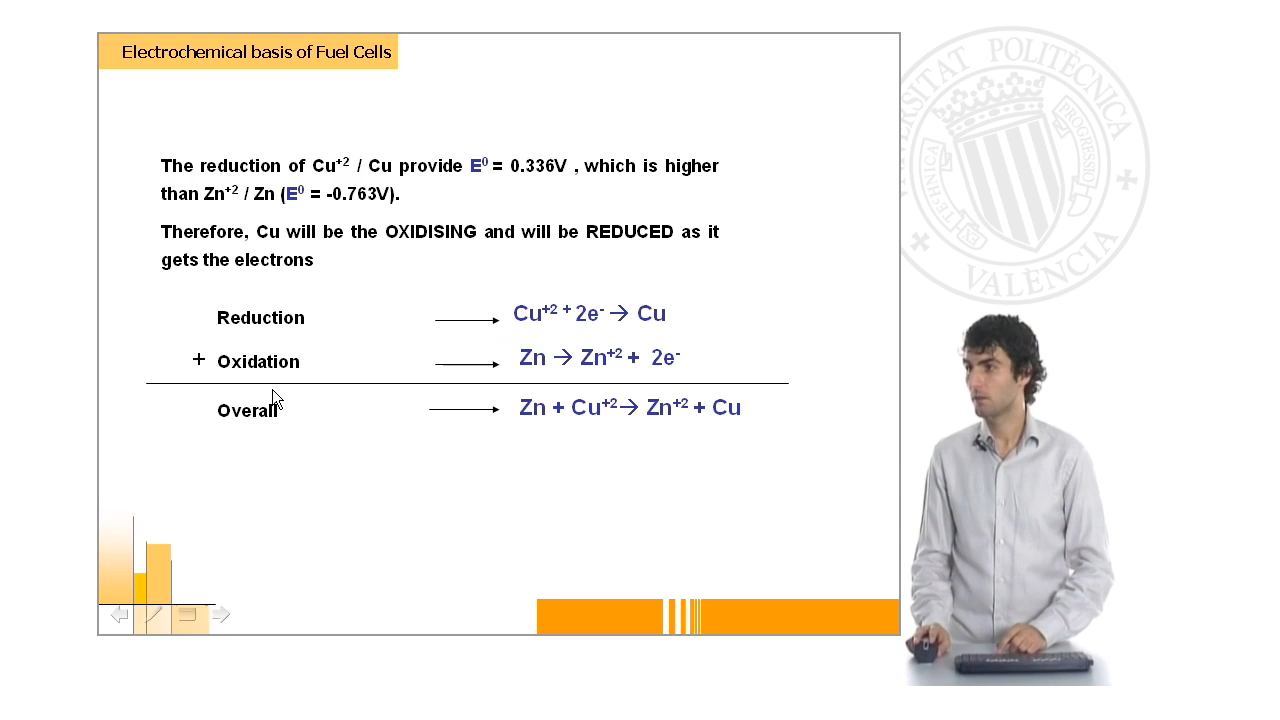 Electrochemical basis of Fuel Cells
The reduction of Cu+2 / Cu provide E0 = 0.336V , which is higher
than Zn+2 / Zn (E0 = -0.763V).
Therefore, Cu will be the OXIDISING and will be REDUCED as it
gets the electrons
Reduction → Cu+2 + 2e- → Cu
+ Oxidation → Zn → Zn+2 + 2e-
Overall → Zn + Cu+2 → Zn+2 + Cu
POLITÈCNICA
VALÈNCIA